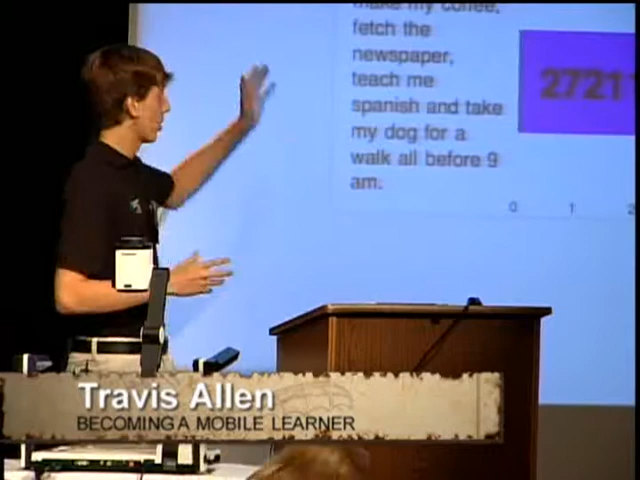 make my coffee,
fetch the
newspaper,
teach me
spanish and take
my dog for a
walk all before 9
am.
2721
0 1 2
Travis Allen
BECOMING A MOBILE LEARNER